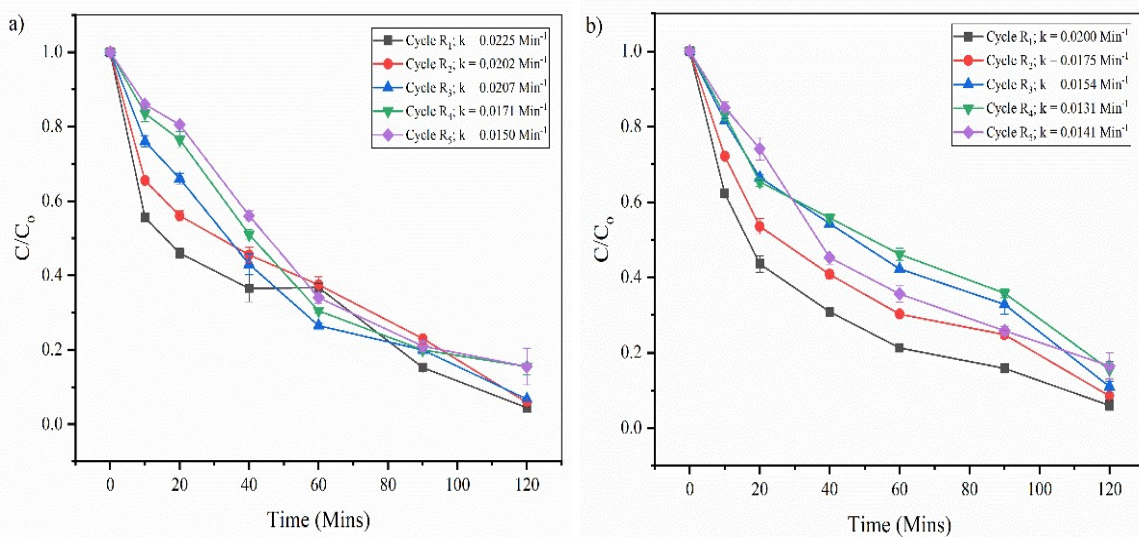 a)
Cycle R₁; k 0.0225 Min⁻¹
Cycle R₂; k = 0.0202 Min⁻¹
Cycle R₃; k 0.0207 Min⁻¹
Cycle R₄; k = 0.0171 Min⁻¹
Cycle R₅; k 0.0150 Min⁻¹
1.0
0.8
0.6
0.4
0.2
0.0
C/Cₒ
0 20 40 60 80 100 120
Time (Mins)
b)
Cycle R₁; k = 0.0200 Min⁻¹
Cycle R₂; k = 0.0175 Min⁻¹
Cycle R₃; k = 0.0154 Min⁻¹
Cycle R₄; k = 0.0131 Min⁻¹
Cycle R₅; k = 0.0141 Min⁻¹
1.0
0.8
0.6
0.4
0.2
0.0
C/Cₒ
0 20 40 60 80 100 120
Time (Mins)